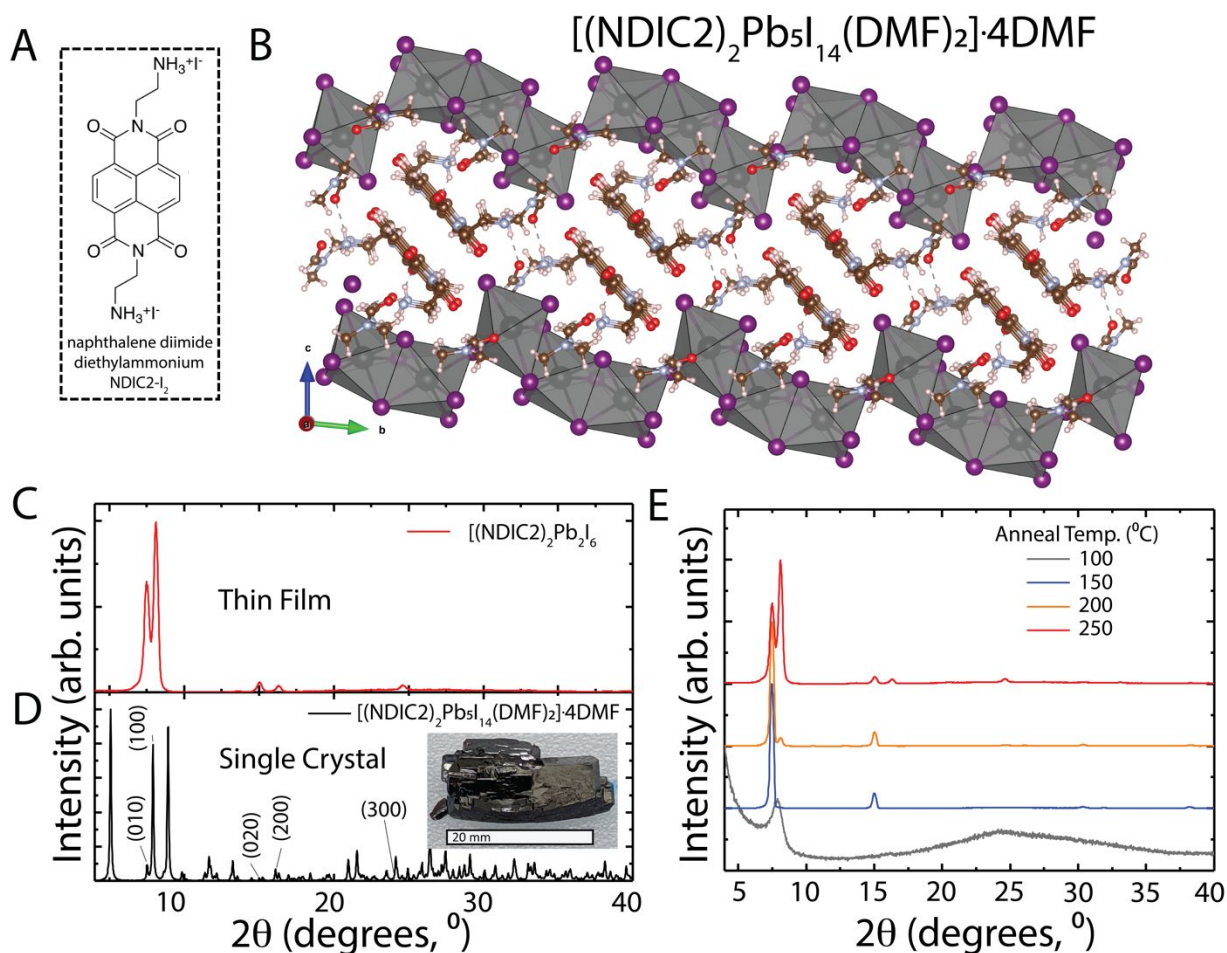 A
NH₃⁺I⁻
O
N
O
O
N
O
NH₃⁺I⁻
naphthalene diimide
diethylammonium
NDIC2-I₂
B
[(NDIC2)₂Pb₅I₁₄(DMF)₂]·4DMF
c
a
b
C
Intensity (arb. units)
[(NDIC2)₂Pb₂I₆
Thin Film
D
[(NDIC2)₂Pb₅I₁₄(DMF)₂]·4DMF
Single Crystal
(010)
(100)
(020)
(200)
(300)
20 mm
10
20
30
40
2θ (degrees, ⁰)
E
Intensity (arb. units)
Anneal Temp. (⁰C)
100
150
200
250
5
10
15
20
25
30
35
40
2θ (degrees, ⁰)